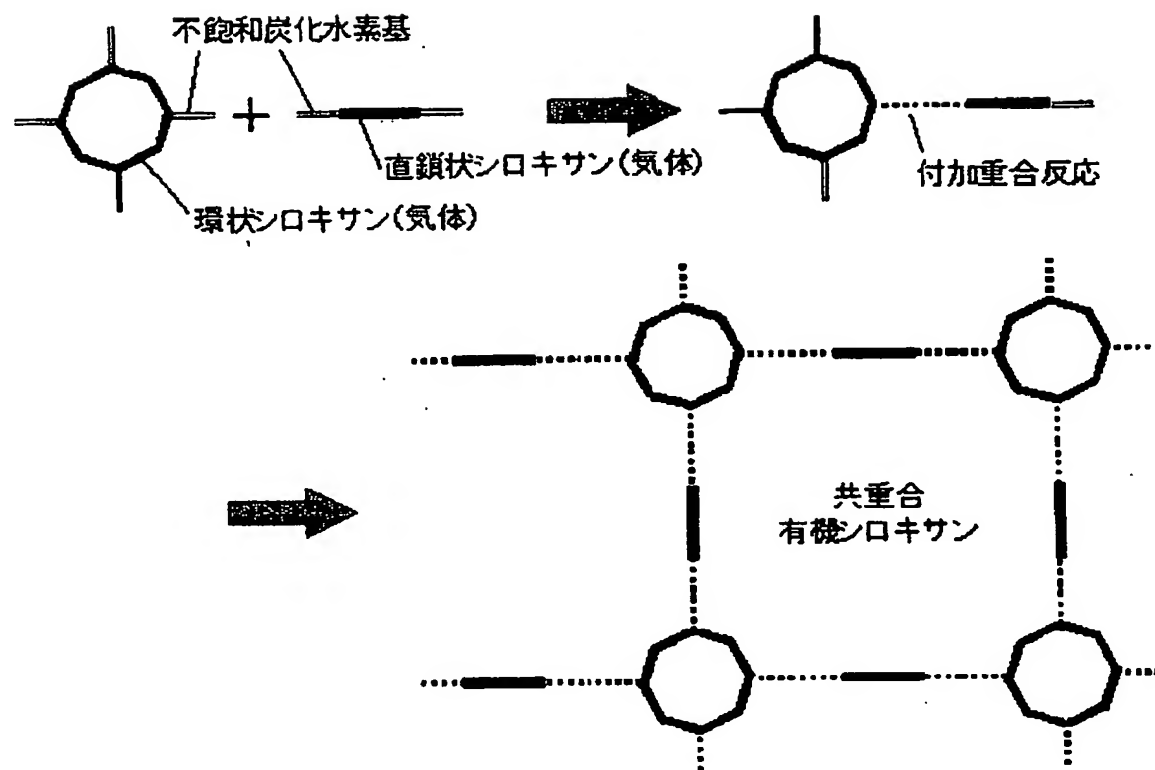 不飽和炭化水素基
+
直鎖状シロキサン(気体)
環状シロキサン(気体)
付加重合反応
共重合
有機シロキサン